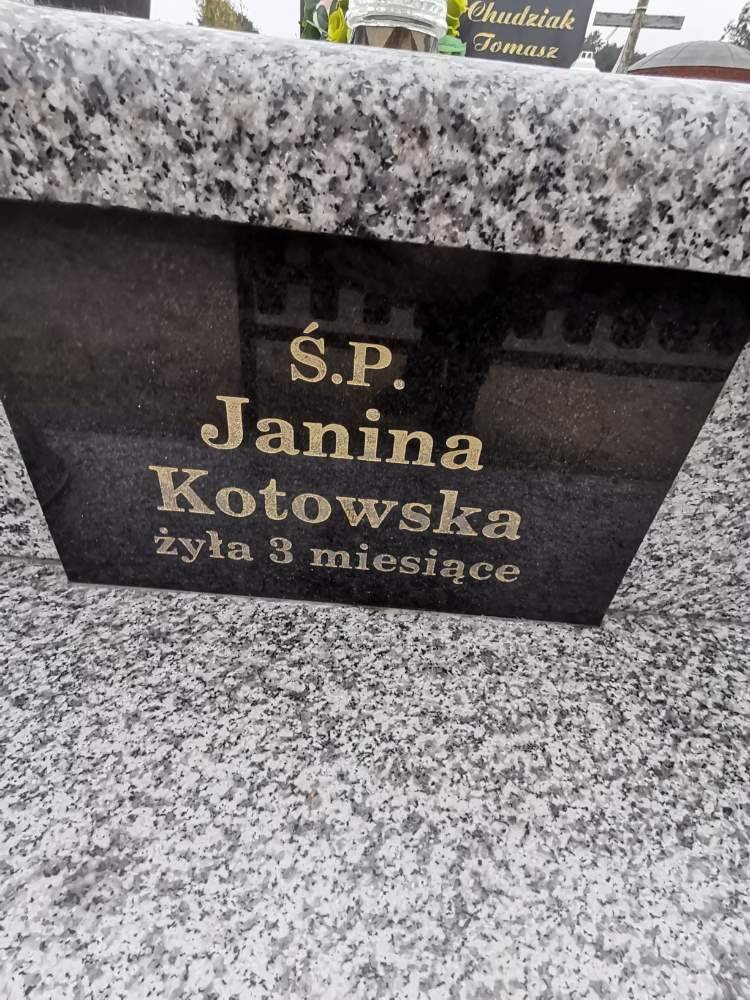 Chudziak
Tomasz
Ś.P.
Janina
Kotowska
żyła 3 miesiące